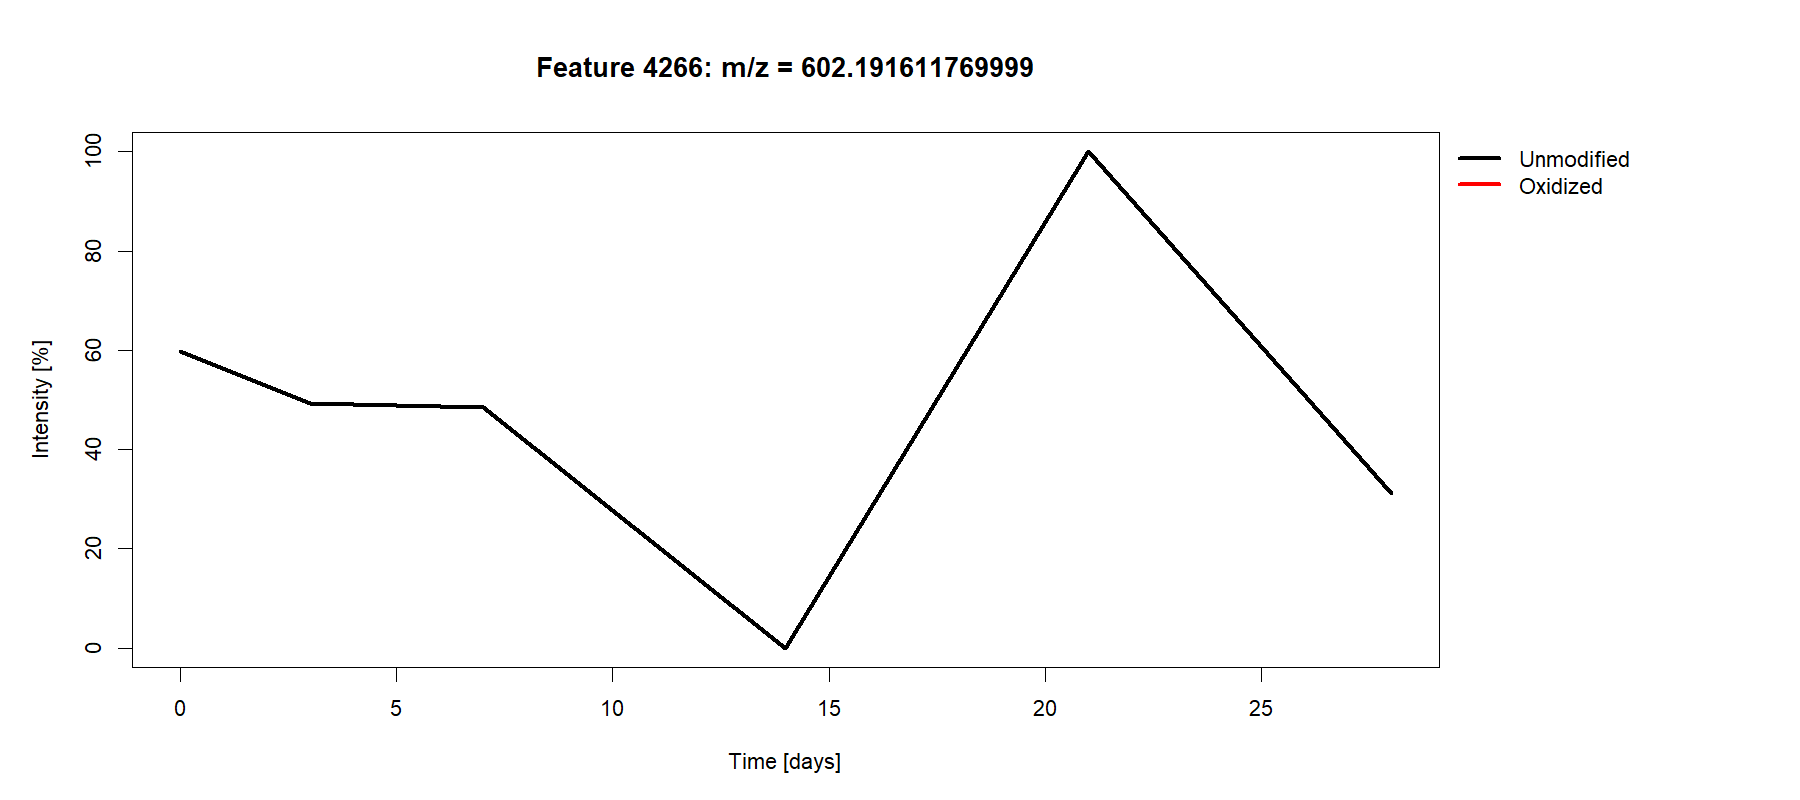 Feature 4266: m/z = 602.191611769999
Unmodified
Oxidized
Intensity [%]
100
80
60
40
20
0
0 5 10 15 20 25
Time [days]